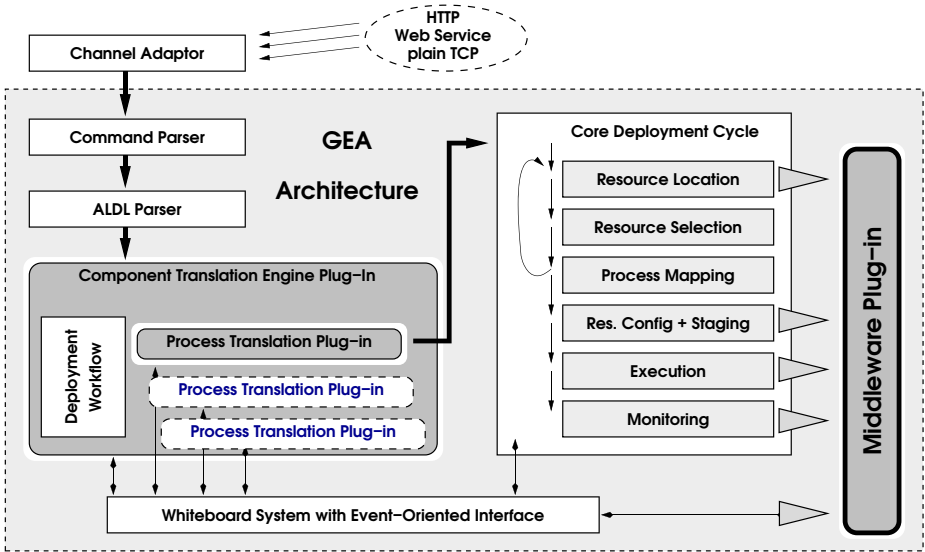 HTTP
Web Service
plain TCP
Channel Adaptor
Command Parser
GEA
Architecture
ALDL Parser
Component Translation Engine Plug−In
Deployment
Workflow
Process Translation Plug−in
Process Translation Plug−in
Process Translation Plug−in
Core Deployment Cycle
Resource Location
Resource Selection
Process Mapping
Res. Config + Staging
Execution
Monitoring
Middleware Plug−in
Whiteboard System with Event−Oriented Interface